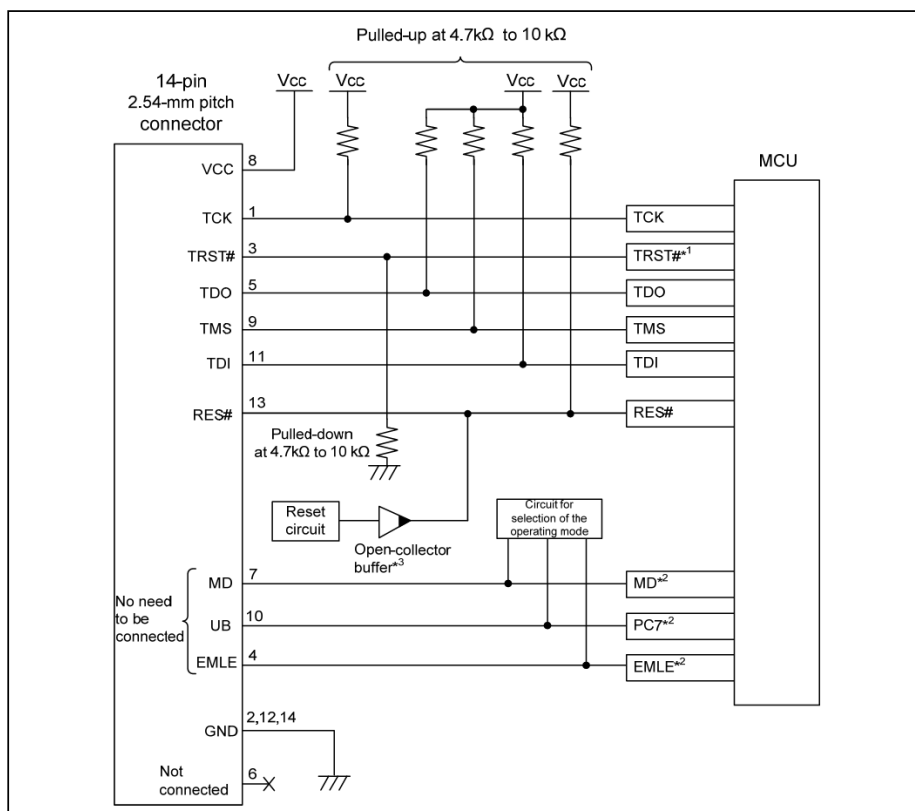 Pulled-up at 4.7kΩ to 10 kΩ
Vcc
Vcc
Vcc
Vcc
14-pin
2.54-mm pitch
connector
MCU
VCC
8
TCK
1
TCK
TRST#
3
TRST#*1
TDO
5
TDO
TMS
9
TMS
TDI
11
TDI
RES#
13
RES#
Pulled-down
at 4.7kΩ to 10 kΩ
Reset
circuit
Open-collector
buffer*3
Circuit for
selection of the
operating mode
No need
to be
connected
MD
7
MD*2
UB
10
PC7*2
EMLE
4
EMLE*2
GND
2,12,14
Not
connected
6